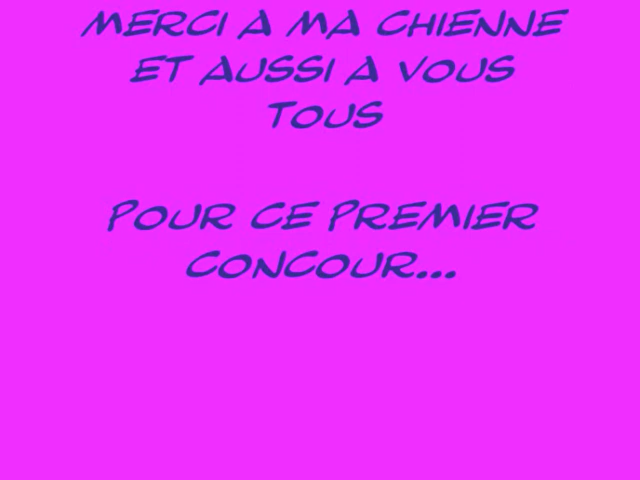 MERCI A MA CHIENNE
ET AUSSI A VOUS
TOUS
POUR CE PREMIER
CONCOUR...